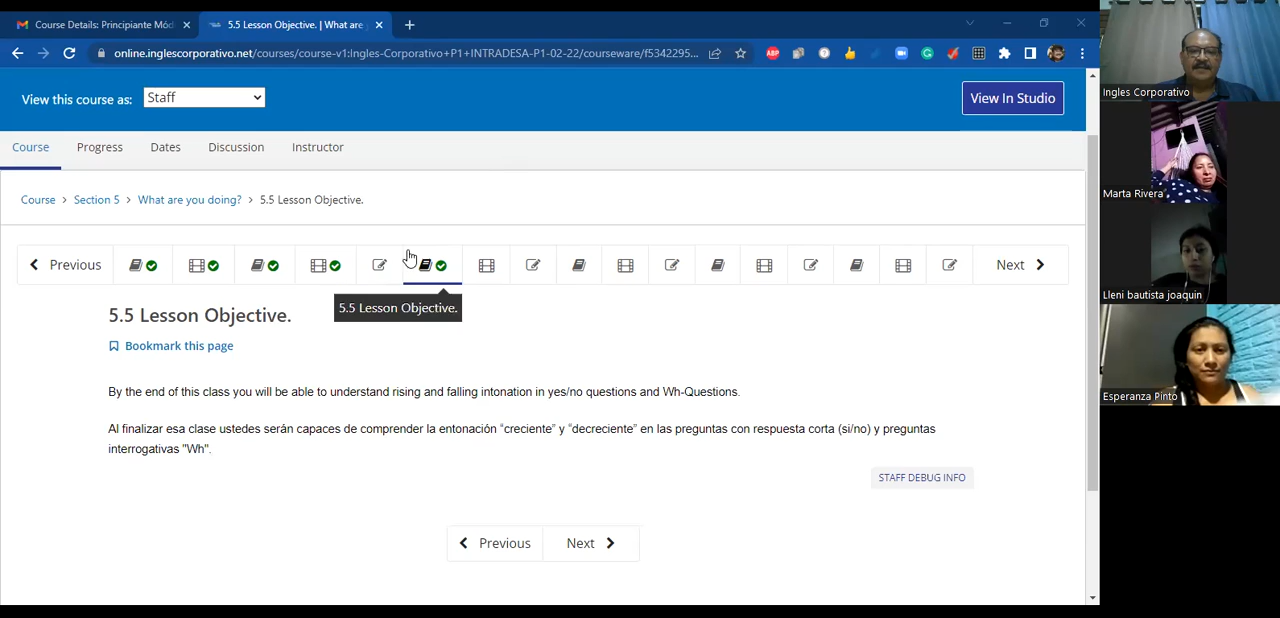 Course Details: Principiante Mód
5.5 Lesson Objective. | What are
online.inglescorporativo.net/courses/course-v1:Ingles-Corporativo+P1+INTRADESA-P1-02-22/courseware/f5342295...
View this course as:
Staff
View In Studio
Course
Progress
Dates
Discussion
Instructor
Course > Section 5 > What are you doing? > 5.5 Lesson Objective.
Previous
Next
5.5 Lesson Objective.
5.5 Lesson Objective.
Bookmark this page
By the end of this class you will be able to understand rising and falling intonation in yes/no questions and Wh-Questions.
Al finalizar esa clase ustedes serán capaces de comprender la entonación “creciente” y “decreciente” en las preguntas con respuesta corta (si/no) y preguntas
interrogativas "Wh".
STAFF DEBUG INFO
Previous
Next
Ingles Corporativo
Marta Rivera
Lleni bautista joaquin
Esperanza Pinto
ABP